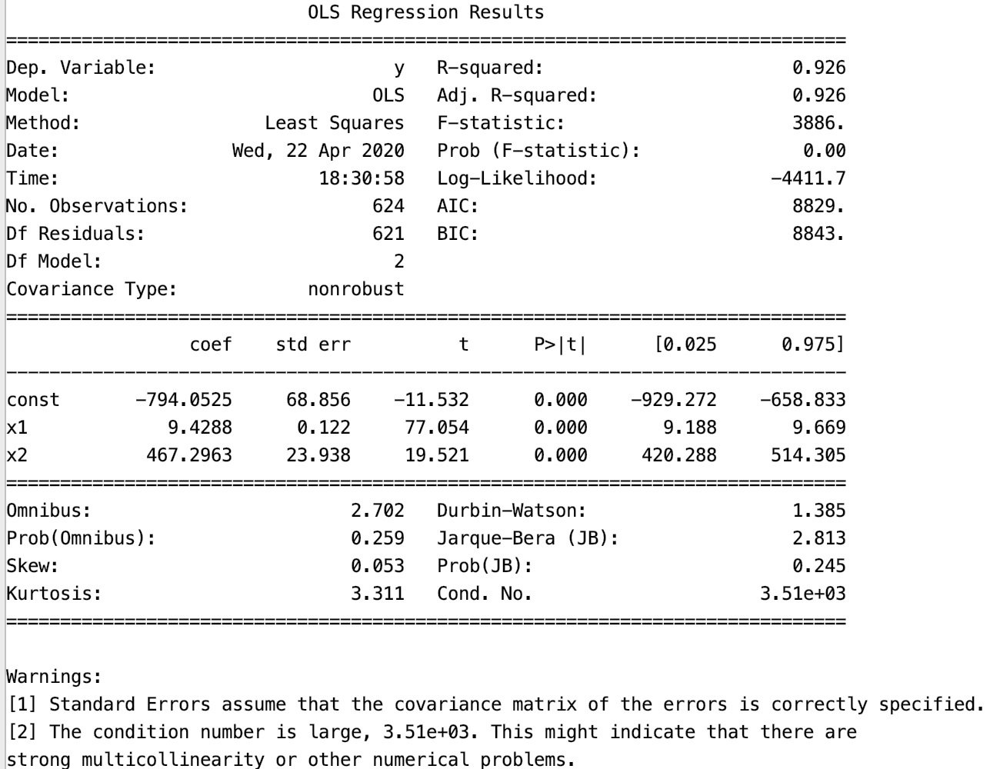 OLS Regression Results
==============================================================================
Dep. Variable:                      y   R-squared:                       0.926
Model:                            OLS   Adj. R-squared:                  0.926
Method:                 Least Squares   F-statistic:                     3886.
Date:                Wed, 22 Apr 2020   Prob (F-statistic):               0.00
Time:                        18:30:58   Log-Likelihood:                -4411.7
No. Observations:                 624   AIC:                             8829.
Df Residuals:                     621   BIC:                             8843.
Df Model:                           2
Covariance Type:            nonrobust
==============================================================================
                 coef    std err          t      P>|t|      [0.025      0.975]
------------------------------------------------------------------------------
const       -794.0525     68.856    -11.532      0.000    -929.272    -658.833
x1             9.4288      0.122     77.054      0.000       9.188       9.669
x2           467.2963     23.938     19.521      0.000     420.288     514.305
==============================================================================
Omnibus:                        2.702   Durbin-Watson:                   1.385
Prob(Omnibus):                  0.259   Jarque-Bera (JB):                2.813
Skew:                           0.053   Prob(JB):                        0.245
Kurtosis:                       3.311   Cond. No.                     3.51e+03
==============================================================================
Warnings:
[1] Standard Errors assume that the covariance matrix of the errors is correctly specified.
[2] The condition number is large, 3.51e+03. This might indicate that there are
strong multicollinearity or other numerical problems.